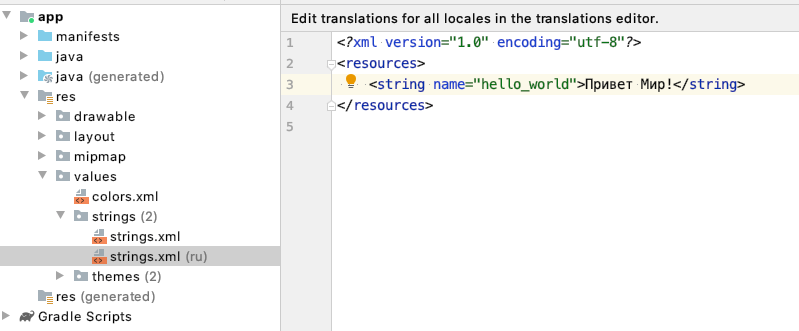 app
manifests
java
java (generated)
res
drawable
layout
mipmap
values
colors.xml
strings (2)
strings.xml
strings.xml (ru)
themes (2)
res (generated)
Gradle Scripts
Edit translations for all locales in the translations editor.
1 <?xml version="1.0" encoding="utf-8"?>
2 <resources>
3 <string name="hello_world">Привет Мир!</string>
4 </resources>
5